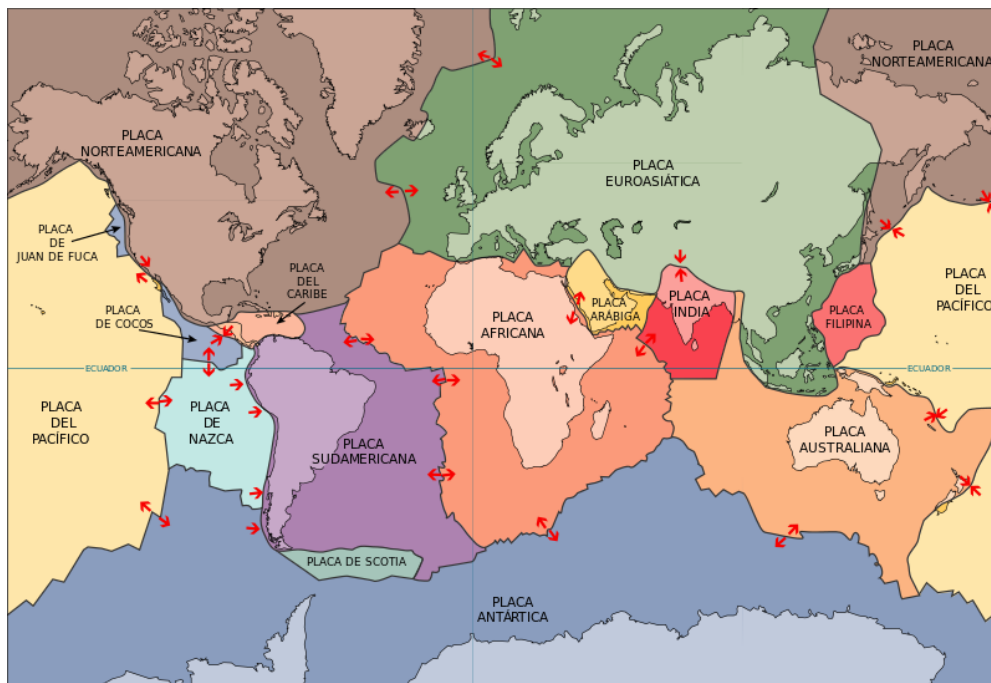 PLACA
NORTEAMERICANA
PLACA
NORTEAMERICANA
PLACA
EUROASIÁTICA
PLACA
DE
JUAN DE FUCA
PLACA
DEL
CARIBE
PLACA
DE COCOS
PLACA
AFRICANA
PLACA
ARÁBIGA
PLACA
INDIA
PLACA
FILIPINA
PLACA
DEL
PACÍFICO
ECUADOR
ECUADOR
PLACA
DEL
PACÍFICO
PLACA
DE
NAZCA
PLACA
SUDAMERICANA
PLACA
AUSTRALIANA
PLACA DE SCOTIA
PLACA
ANTÁRTICA